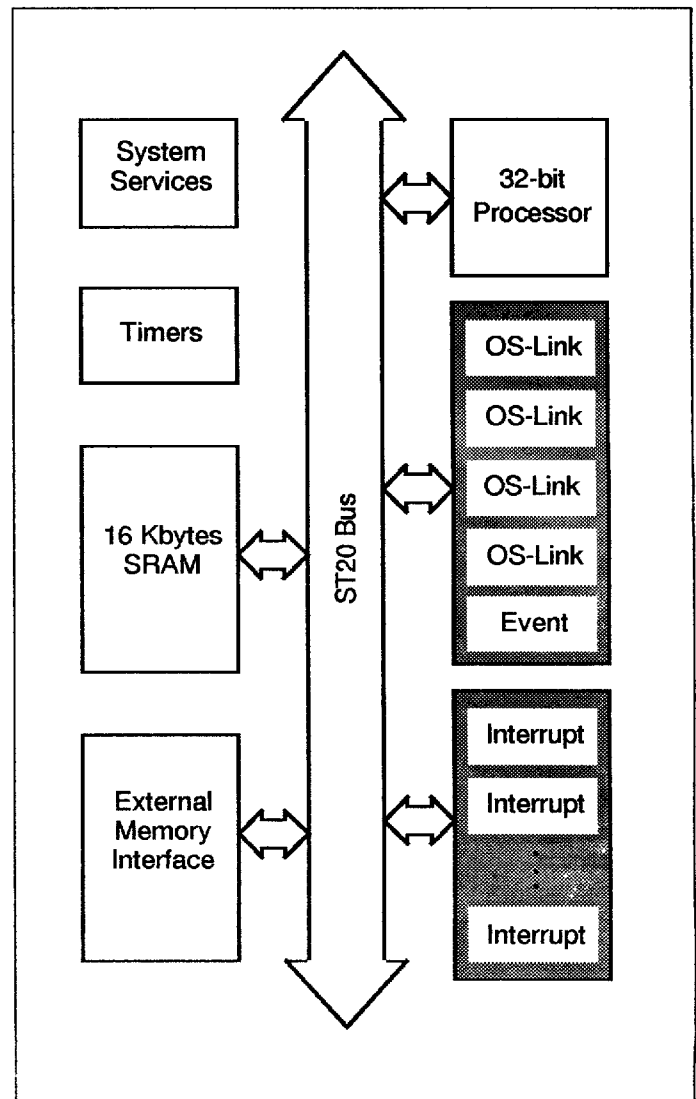 System
Services
Timers
16 Kbytes
SRAM
External
Memory
Interface
ST20 Bus
32-bit
Processor
OS-Link
OS-Link
OS-Link
OS-Link
Event
Interrupt
Interrupt
Interrupt